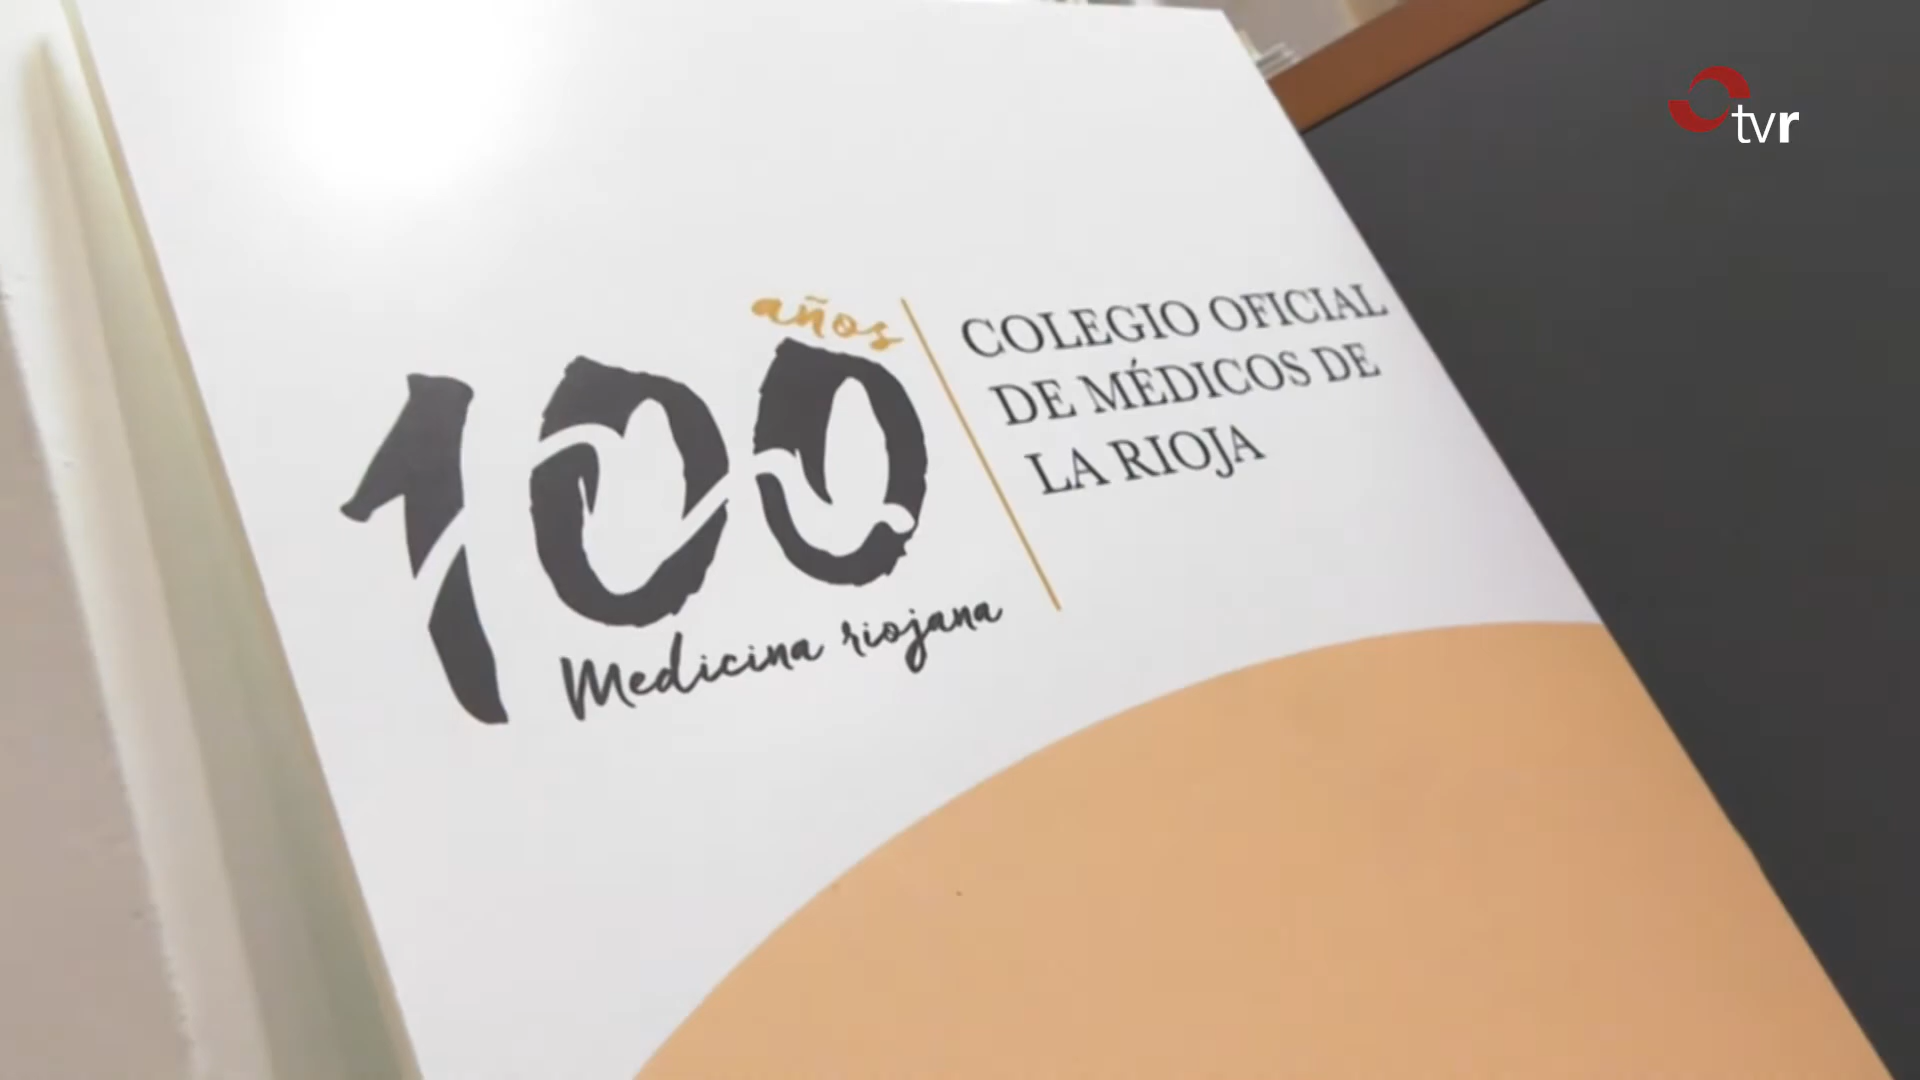 años
100
Medicina riojana
COLEGIO OFICIAL
DE MÉDICOS DE
LA RIOJA
tvr